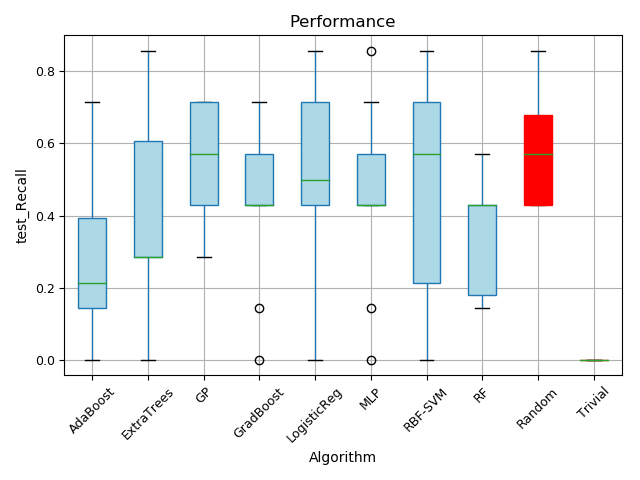 Performance
test_Recall
0.8
0.6
0.4
0.2
0.0
AdaBoost
ExtraTrees
GP
GradBoost
LogisticReg
MLP
RBF-SVM
RF
Random
Trivial
Algorithm